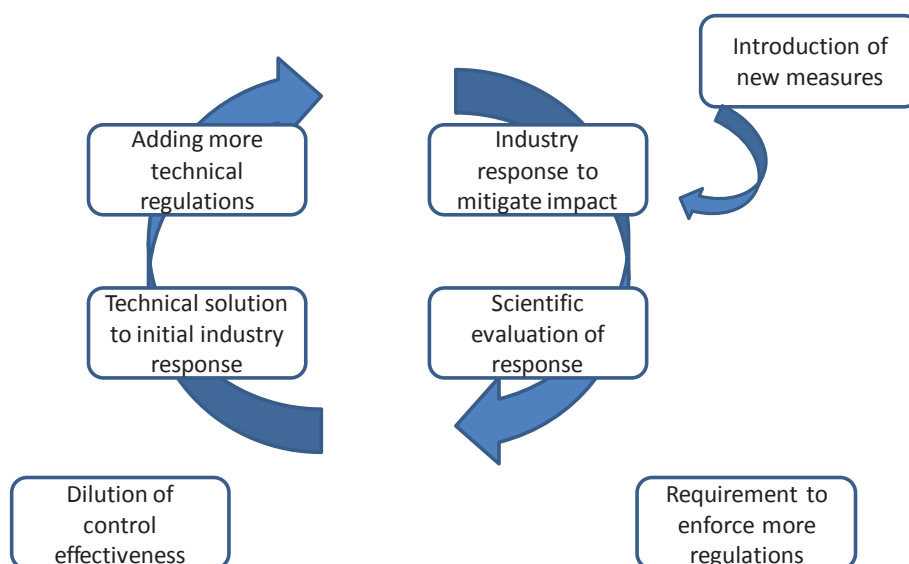 Introduction of
new measures
Adding more
technical
regulations
Industry
response to
mitigate impact
Technical solution
to initial industry
response
Scientific
evaluation of
response
Dilution of
control
effectiveness
Requirement to
enforce more
regulations